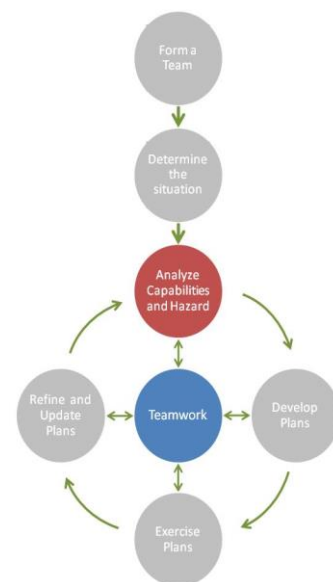 Form a
Team
Determine
the
situation
Analyze
Capabilities
and Hazard
Refine and
Update Plans
Teamwork
Develop
Plans
Exercise
Plans